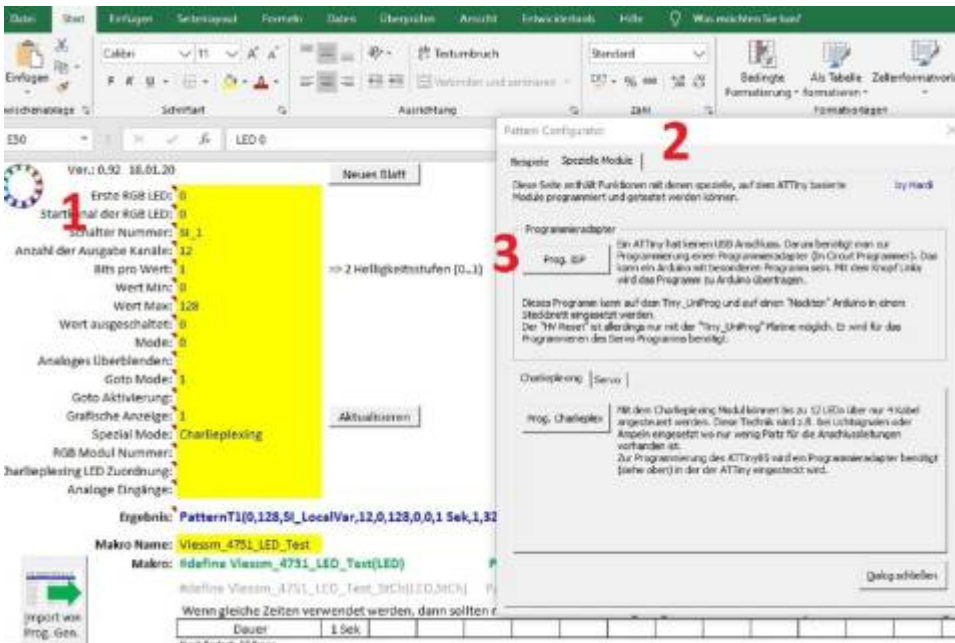 Datei Start Einfügen Seitenlayout Formeln Daten Überprüfen Ansicht Entwicklertools Hilfe Was möchten Sie tun?
Calibri 11 Textumbruch Standard
Einfügen F K U Verbinden und zentrieren Bedingte Formatierung Als Tabelle formatieren Zellenformatvorl
Schriftart Ausrichtung Zahl Formatvorlagen
E50 LED 0
Ver.: 0.92 18.01.20
Neues Blatt
1
Erste RGB LED: 0
Startkanal der RGB LED: 0
Schalter Nummer: SI_1
Anzahl der Ausgabe Kanäle: 12
Bits pro Wert: 1 => 2 Helligkeitsstufen (0..1)
Wert Min: 0
Wert Max: 128
Wert ausgeschaltet: 0
Mode: 0
Analoges Überblenden:
Goto Mode: 1
Goto Aktivierung:
Grafische Anzeige: 1
Aktualisieren
Spezial Mode: Charlieplexing
RGB Modul Nummer:
harlieplexing LED Zuordnung:
Analoge Eingänge:
Ergebnis: PatternT1(0,128,SI_LocalVar,12,0,128,0,0,1 Sek,1,32
Makro Name: Viessm_4751_LED_Test
Makro: #define Viessm_4751_LED_Test(LED)
#define Viessm_4751_LED_Test_StCh(LED,StCh)
Wenn gleiche Zeiten verwendet werden, dann sollten
Dauer 1 Sek
Import von
Prog. Gen.
Pattern Configurator
2
Beispiele Spezielle Module
Diese Seite enthält Funktionen mit denen spezielle, auf dem ATTiny basierte
Module programmiert und getestet werden können.
by Hardi
Programmieradapter
3
Prog. ISP
Ein ATTiny hat keinen USB Anschluss. Darum benötigt man zur
Programmierung einen Programmieradapter (In Circuit Programmer). Das
kann ein Arduino mit besonderen Programm sein. Mit dem Knopf Links
wird das Programm zu Arduino übertragen.
Dieses Programm kann auf dem Tiny_UniProg und auf einen "Nackten" Arduino in einem
Steckbrett eingesetzt werden.
Der "HV Reset" ist allerdings nur mit der "Tiny_UniProg" Platine möglich. Er wird für das
Programmieren des Servo Programms benötigt.
Charlieplexing Servo
Prog. Charlieplex
Mit dem Charlieplexing Modul können bis zu 12 LEDs über nur 4 Kabel
angesteuert werden. Diese Technik wird z.B. bei Lichtsignalen oder
Ampeln eingesetzt wo nur wenig Platz für die Anschlussleitungen
vorhanden ist.
Zur Programmierung des ATTiny85 wird ein Programmieradapter benötigt
(siehe oben) in der der ATTiny eingesteckt wird.
Dialog schließen